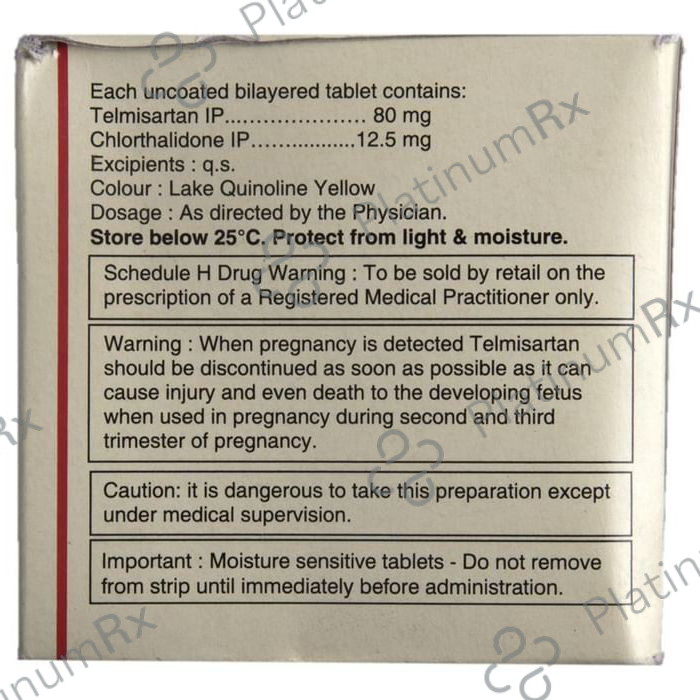 Each uncoated bilayered tablet contains:
Telmisartan IP..................... 80 mg
Chlorthalidone IP................12.5 mg
Excipients : q.s.
Colour : Lake Quinoline Yellow
Dosage : As directed by the Physician.
Store below 25°C. Protect from light & moisture.
Schedule H Drug Warning : To be sold by retail on the
prescription of a Registered Medical Practitioner only.
Warning : When pregnancy is detected Telmisartan
should be discontinued as soon as possible as it can
cause injury and even death to the developing fetus
when used in pregnancy during second and third
trimester of pregnancy.
Caution: it is dangerous to take this preparation except
under medical supervision.
Important : Moisture sensitive tablets - Do not remove
from strip until immediately before administration.
PlatinumRx
PlatinumRx
PlatinumRx
Rx
inumRx
Platin